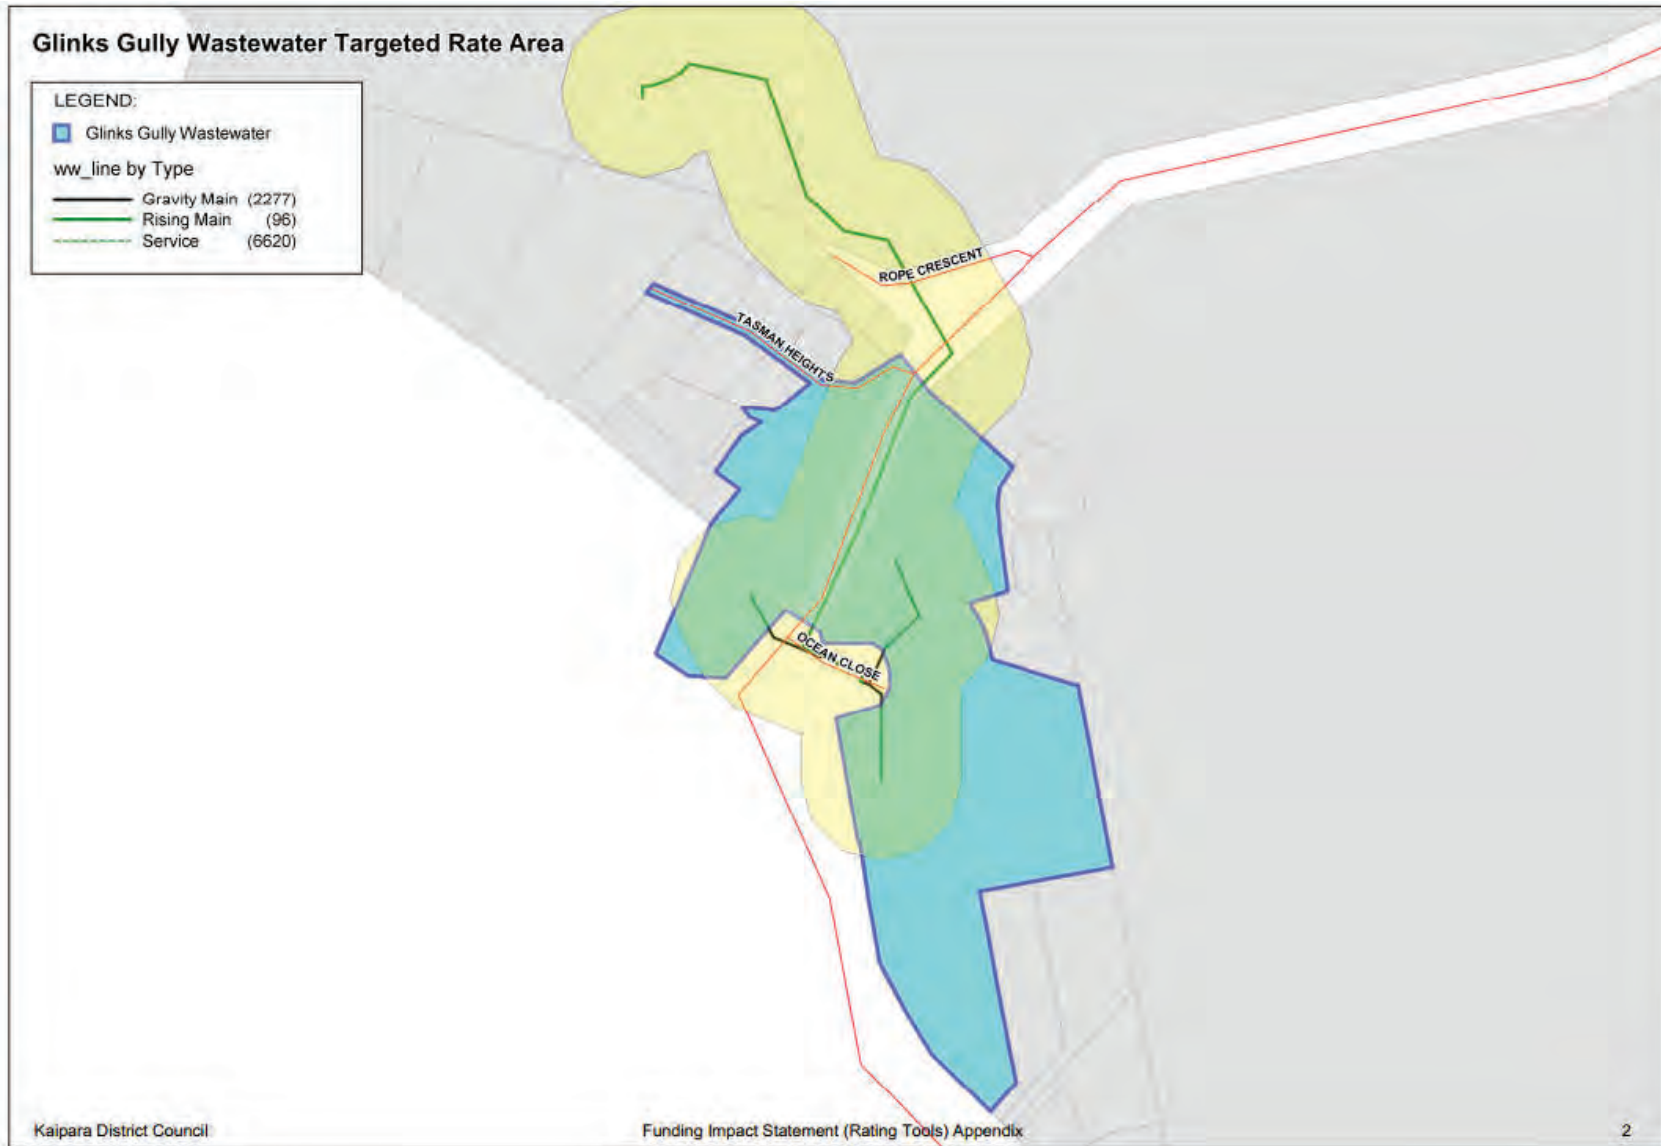 Glinks Gully Wastewater Targeted Rate Area
LEGEND:
Glinks Gully Wastewater
ww_line by Type
Gravity Main (2277)
Rising Main (96)
Service (6620)
ROPE CRESCENT
TASMAN HEIGHTS
OCEAN CLOSE
Kaipara District Council
Funding Impact Statement (Rating Tools) Appendix
2